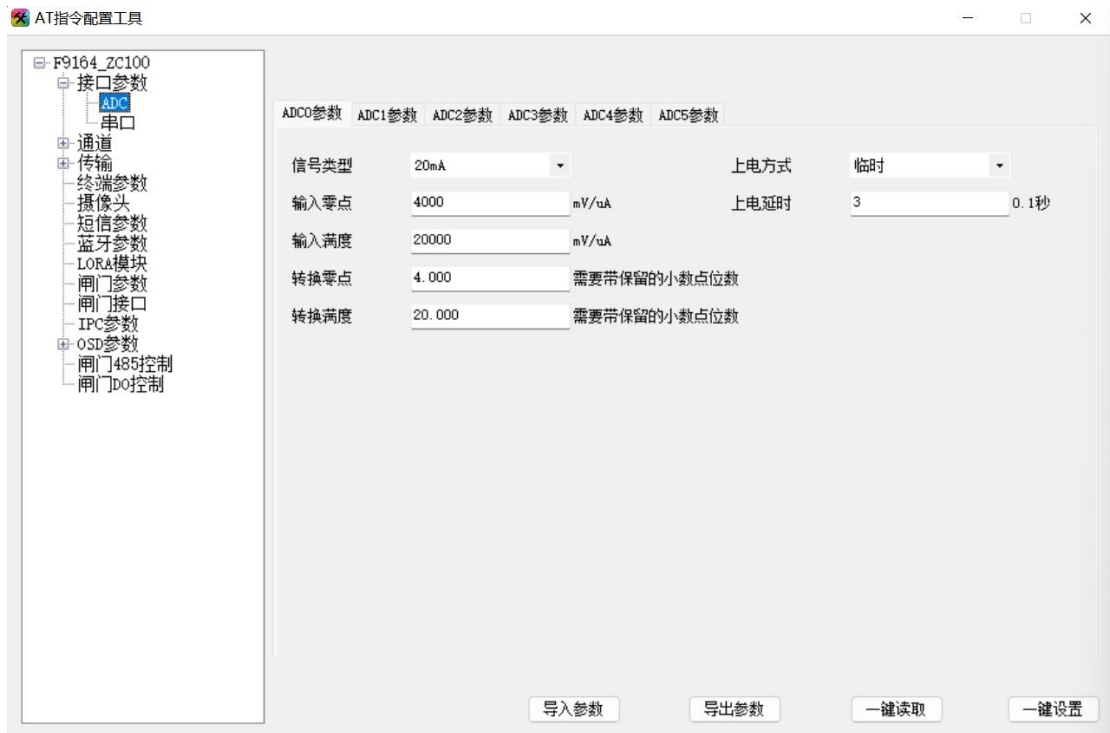 AT指令配置工具
F9164_ZC100
接口参数
ADC
串口
通道
传输
终端参数
摄像头
短信参数
蓝牙参数
LORA模块
闸门参数
闸门接口
IPC参数
OSD参数
闸门485控制
闸门DO控制
ADC0参数 ADC1参数 ADC2参数 ADC3参数 ADC4参数 ADC5参数
信号类型 20mA 上电方式 临时
输入零点 4000 mV/uA 上电延时 3 0.1秒
输入满度 20000 mV/uA
转换零点 4.000 需要带保留的小数点位数
转换满度 20.000 需要带保留的小数点位数
导入参数 导出参数 一键读取 一键设置